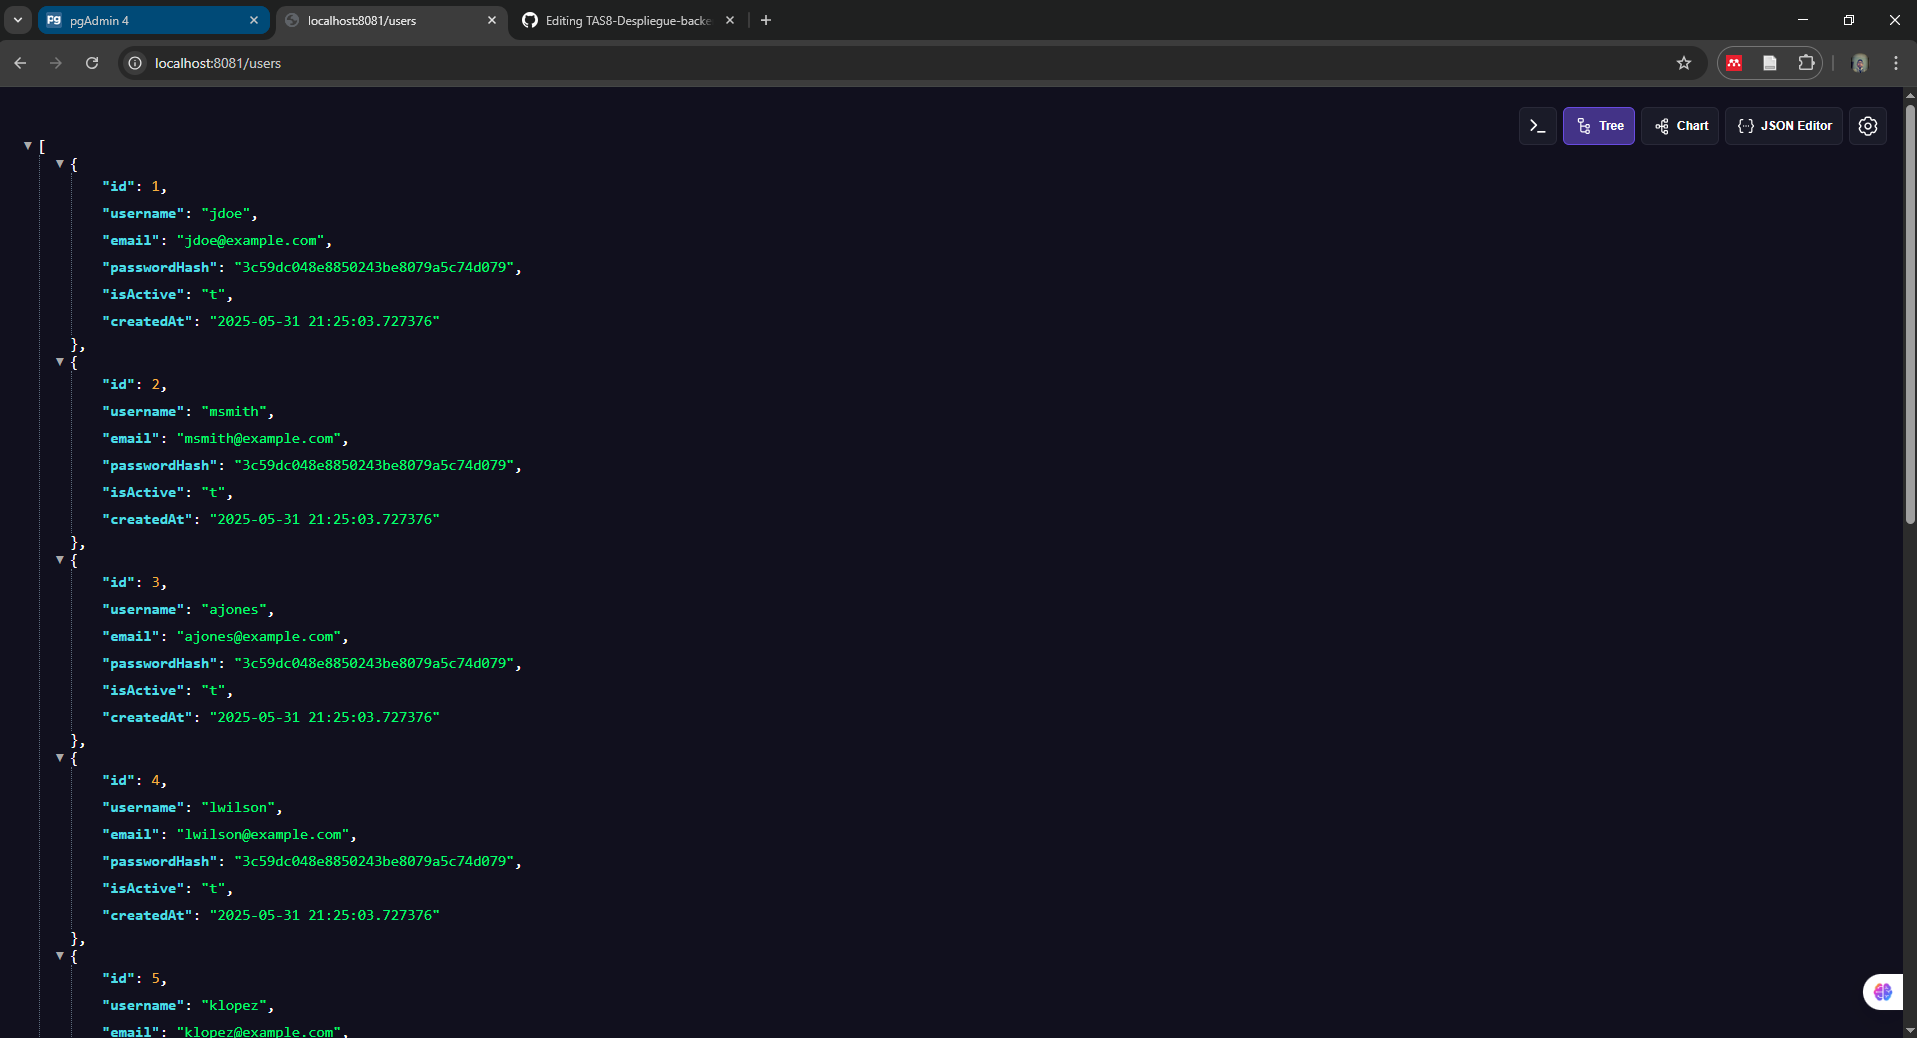 pgAdmin 4
localhost:8081/users
Editing TAS8-Despliegue-backe
localhost:8081/users
Tree
Chart
JSON Editor
[
{
"id": 1,
"username": "jdoe",
"email": "jdoe@example.com",
"passwordHash": "3c59dc048e8850243be8079a5c74d079",
"isActive": "t",
"createdAt": "2025-05-31 21:25:03.727376"
},
{
"id": 2,
"username": "msmith",
"email": "msmith@example.com",
"passwordHash": "3c59dc048e8850243be8079a5c74d079",
"isActive": "t",
"createdAt": "2025-05-31 21:25:03.727376"
},
{
"id": 3,
"username": "ajones",
"email": "ajones@example.com",
"passwordHash": "3c59dc048e8850243be8079a5c74d079",
"isActive": "t",
"createdAt": "2025-05-31 21:25:03.727376"
},
{
"id": 4,
"username": "lwilson",
"email": "lwilson@example.com",
"passwordHash": "3c59dc048e8850243be8079a5c74d079",
"isActive": "t",
"createdAt": "2025-05-31 21:25:03.727376"
},
{
"id": 5,
"username": "klopez",
"email": "klopez@example.com",